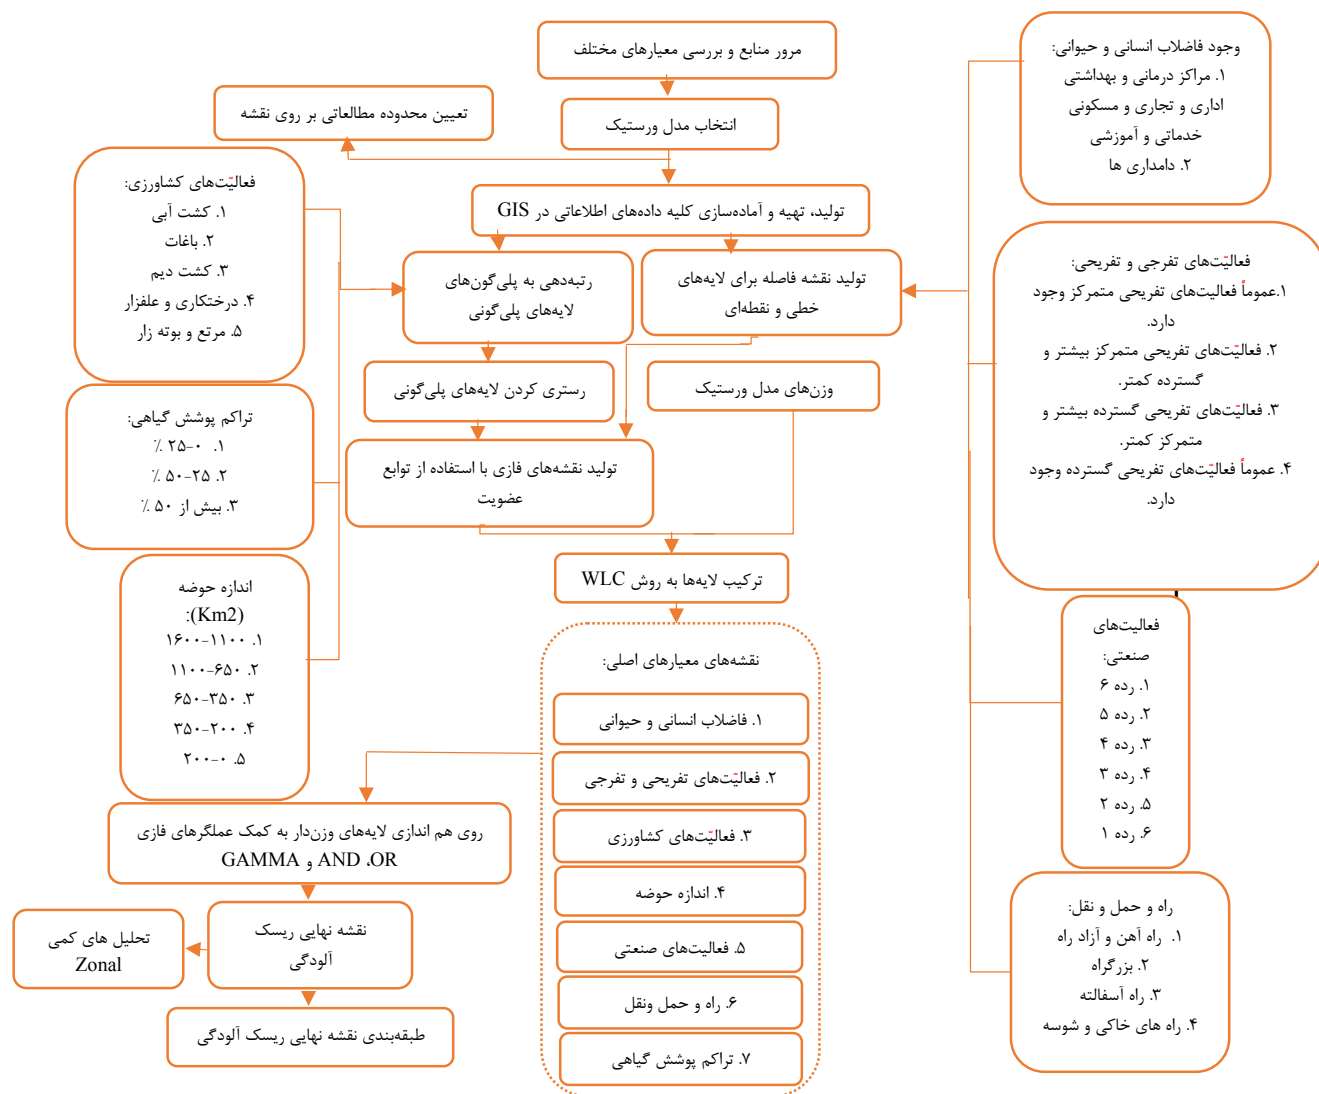 مرور منابع و بررسی معیارهای مختلف
انتخاب مدل ورستیک
تعیین محدوده مطالعاتی بر روی نقشه
تولید، تهیه و آماده‌سازی کلیه داده‌های اطلاعاتی در GIS
رتبه‌دهی به پلی‌گون‌های
لایه‌های پلی‌گونی
تولید نقشه فاصله برای لایه‌های
خطی و نقطه‌ای
رستری کردن لایه‌های پلی‌گونی
وزن‌های مدل ورستیک
تولید نقشه‌های فازی با استفاده از توابع
عضویت
ترکیب لایه‌ها به روش WLC
نقشه‌های معیارهای اصلی:
۱. فاضلاب انسانی و حیوانی
۲. فعالیّت‌های تفریحی و تفرجی
۳. فعالیّت‌های کشاورزی
۴. اندازه حوضه
۵. فعالیت‌های صنعتی
۶. راه و حمل ونقل
۷. تراکم پوشش گیاهی
روی هم اندازی لایه‌های وزن‌دار به کمک عملگرهای فازی
AND ،OR و GAMMA
نقشه نهایی ریسک
آلودگی
تحلیل های کمی
Zonal
طبقه‌بندی نقشه نهایی ریسک آلودگی
وجود فاضلاب انسانی و حیوانی:
۱. مراکز درمانی و بهداشتی
اداری و تجاری و مسکونی
خدماتی و آموزشی
۲. دامداری ها
فعالیّت‌های تفرجی و تفریحی:
۱.عموماً فعالیت‌های تفریحی متمرکز وجود
دارد.
۲. فعالیّت‌های تفریحی متمرکز بیشتر و
گسترده کمتر.
۳. فعالیّت‌های تفریحی گسترده بیشتر و
متمرکز کمتر.
۴. عموماً فعالیّت‌های تفریحی گسترده وجود
دارد.
فعالیت‌های
صنعتی:
۱. رده ۶
۲. رده ۵
۳. رده ۴
۴. رده ۳
۵. رده ۲
۶. رده ۱
راه و حمل و نقل:
۱. راه آهن و آزاد راه
۲. بزرگراه
۳. راه آسفالته
۴. راه های خاکی و شوسه
فعالیّت‌های کشاورزی:
۱. کشت آبی
۲. باغات
۳. کشت دیم
۴. درختکاری و علفزار
۵. مرتع و بوته زار
تراکم پوشش گیاهی:
۱. ۰-۲۵ ٪
۲. ۲۵-۵۰ ٪
۳. بیش از ۵۰ ٪
اندازه حوضه
(Km2):
۱. ۱۱۰۰-۱۶۰۰
۲. ۶۵۰-۱۱۰۰
۳. ۳۵۰-۶۵۰
۴. ۲۰۰-۳۵۰
۵. ۰-۲۰۰